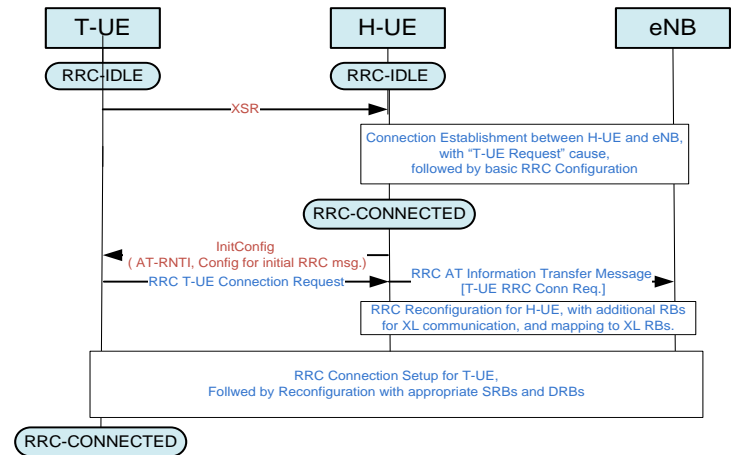 T-UE
H-UE
eNB
RRC-IDLE
RRC-IDLE
XSR
Connection Establishment between H-UE and eNB,
with “T-UE Request” cause,
followed by basic RRC Configuration
RRC-CONNECTED
InitConfig
( AT-RNTI, Config for initial RRC msg.)
RRC T-UE Connection Request
RRC AT Information Transfer Message
[T-UE RRC Conn Req.]
RRC Reconfiguration for H-UE, with additional RBs
for XL communication, and mapping to XL RBs.
RRC Connection Setup for T-UE,
Follwed by Reconfiguration with appropriate SRBs and DRBs
RRC-CONNECTED